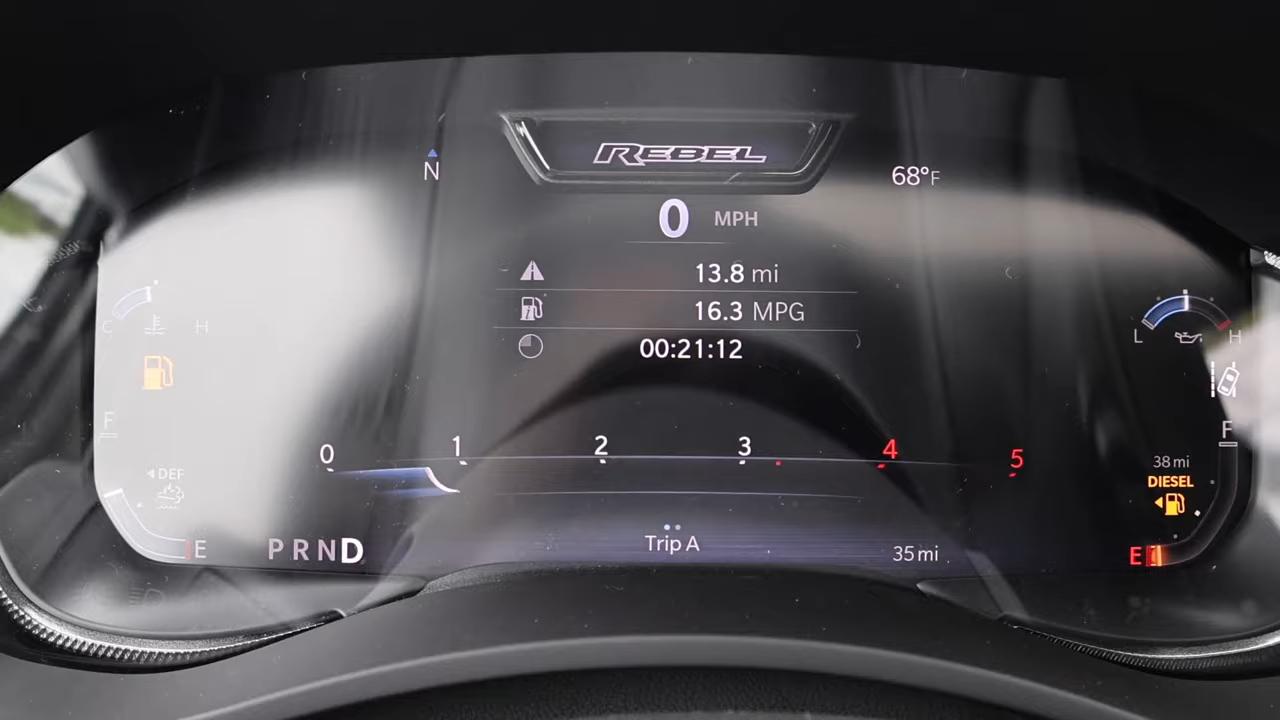 REBEL
N
68°F
0 MPH
13.8 mi
16.3 MPG
00:21:12
C H
L H
F
F
0 1 2 3 4 5
DEF
38 mi
DIESEL
E
PRND
Trip A
35 mi
E